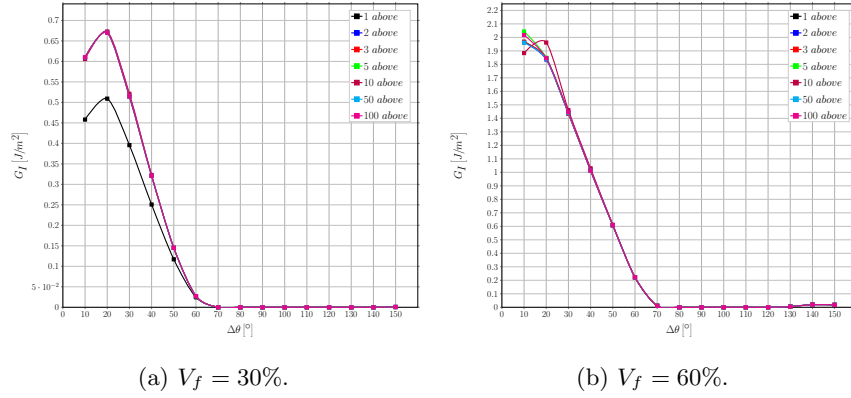 0.7
0.65
0.6
0.55
0.5
0.45
0.4
0.35
0.3
0.25
0.2
0.15
0.1
5 · 10⁻²
0
G_I [J/m²]
10 20 30 40 50 60 70 80 90 100 110 120 130 140 150
Δθ [°]
1 above
2 above
3 above
5 above
10 above
50 above
100 above
(a) V_f = 30%.
2.2
2.1
2
1.9
1.8
1.7
1.6
1.5
1.4
1.3
1.2
1.1
1
0.9
0.8
0.7
0.6
0.5
0.4
0.3
0.2
0.1
0
G_I [J/m²]
10 20 30 40 50 60 70 80 90 100 110 120 130 140 150
Δθ [°]
1 above
2 above
3 above
5 above
10 above
50 above
100 above
(b) V_f = 60%.